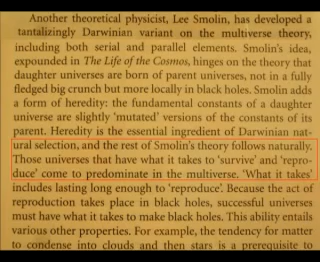 Another theoretical physicist, Lee Smolin, has developed a
tantalizingly Darwinian variant on the multiverse theory,
including both serial and parallel elements. Smolin's idea,
expounded in The Life of the Cosmos, hinges on the theory that
daughter universes are born of parent universes, not in a fully
fledged big crunch but more locally in black holes. Smolin adds
a form of heredity: the fundamental constants of a daughter
universe are slightly 'mutated' versions of the constants of its
parent. Heredity is the essential ingredient of Darwinian nat-
ural selection, and the rest of Smolin's theory follows naturally.
Those universes that have what it takes to 'survive' and 'repro-
duce' come to predominate in the multiverse. 'What it takes'
includes lasting long enough to 'reproduce'. Because the act of
reproduction takes place in black holes, successful universes
must have what it takes to make black holes. This ability entails
various other properties. For example, the tendency for matter
to condense into clouds and then stars is a prerequisite to